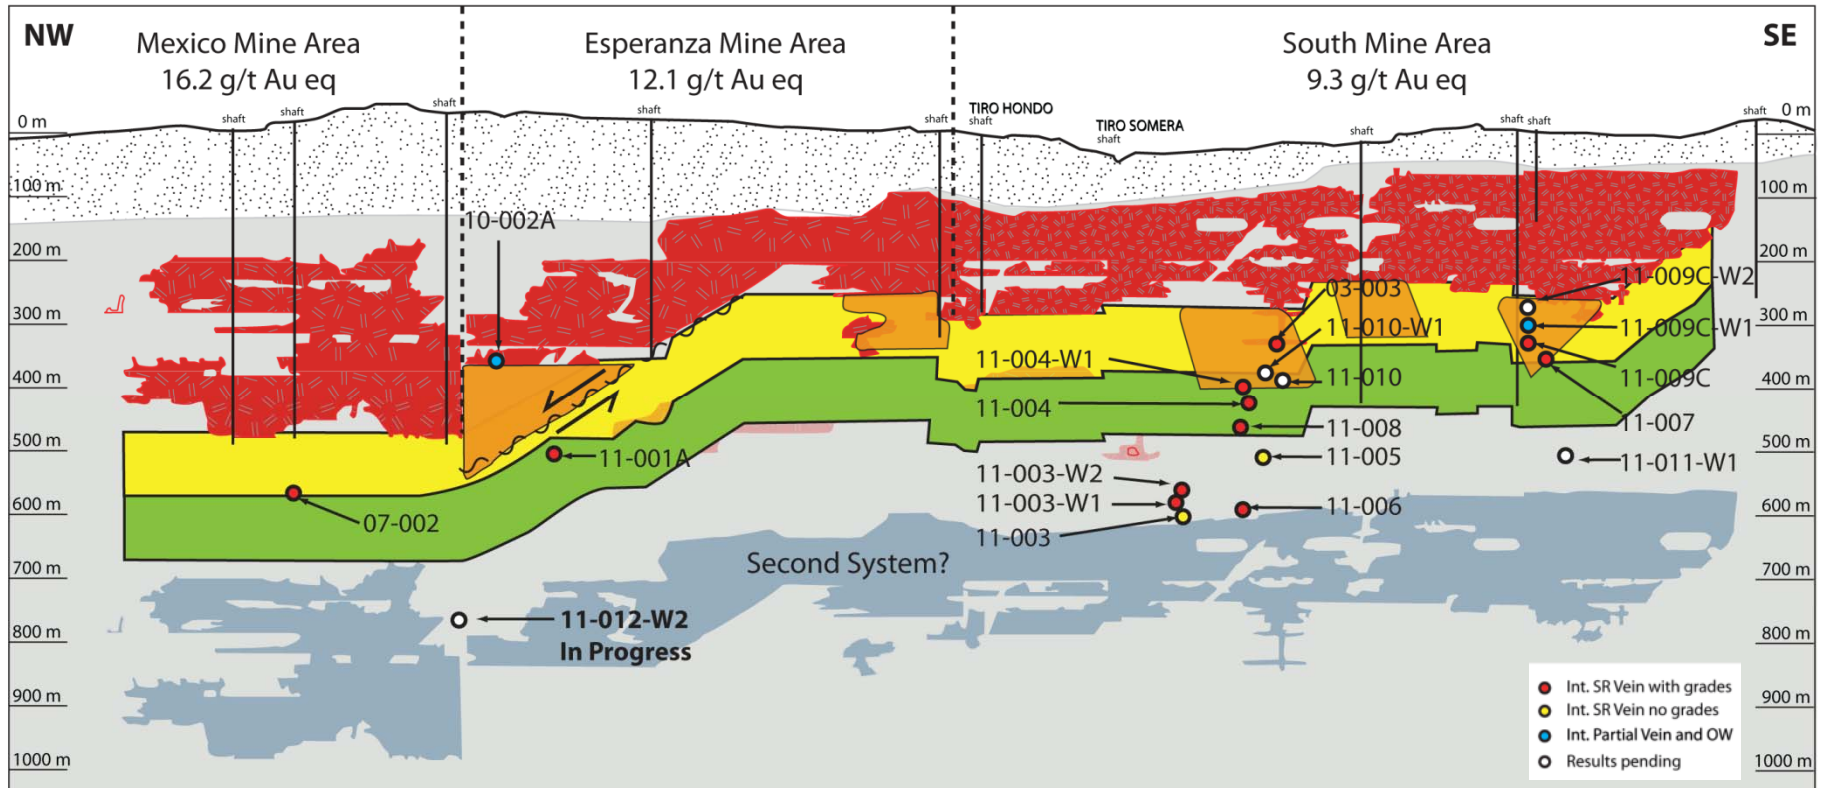 NW
Mexico Mine Area
16.2 g/t Au eq
Esperanza Mine Area
12.1 g/t Au eq
South Mine Area
9.3 g/t Au eq
SE
shaft
shaft
shaft
shaft
shaft
TIRO HONDO
shaft
TIRO SOMERA
shaft
shaft
shaft
shaft
shaft
0 m
100 m
200 m
300 m
400 m
500 m
600 m
700 m
800 m
900 m
1000 m
0 m
100 m
200 m
300 m
400 m
500 m
600 m
700 m
800 m
900 m
1000 m
10-002A
03-003
11-009C-W2
11-010-W1
11-009C-W1
11-004-W1
11-010
11-009C
11-004
11-007
11-008
11-001A
11-005
11-011-W1
11-003-W2
11-003-W1
11-006
07-002
11-003
Second System?
11-012-W2
In Progress
Int. SR Vein with grades
Int. SR Vein no grades
Int. Partial Vein and OW
Results pending